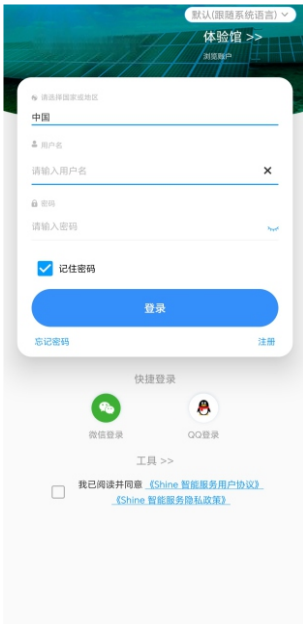 默认(跟随系统语言)
体验馆 >>
浏览账户
请选择国家或地区
中国
用户名
请输入用户名
密码
请输入密码
记住密码
登录
忘记密码
注册
快捷登录
微信登录
QQ登录
工具 >>
我已阅读并同意 《Shine 智能服务用户协议》
《Shine 智能服务隐私政策》